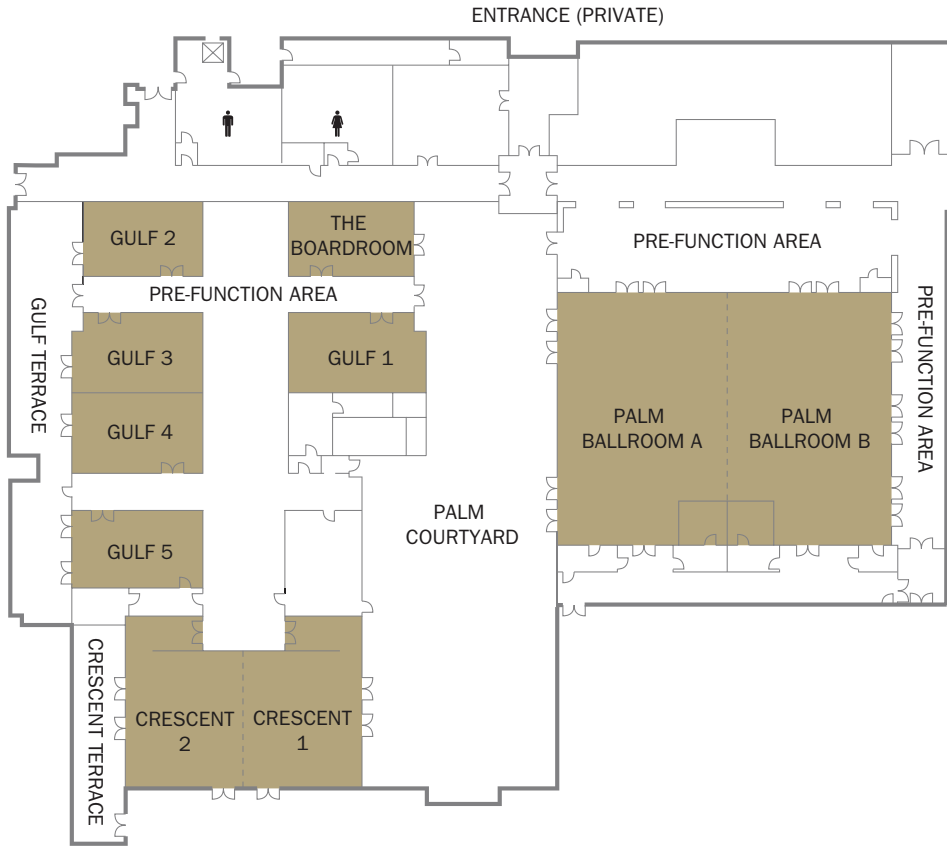 ENTRANCE (PRIVATE)
GULF 2
THE
BOARDROOM
PRE-FUNCTION AREA
PRE-FUNCTION AREA
GULF TERRACE
GULF 3
GULF 1
PRE-FUNCTION AREA
GULF 4
PALM
BALLROOM A
PALM
BALLROOM B
GULF 5
PALM
COURTYARD
CRESCENT TERRACE
CRESCENT
2
CRESCENT
1